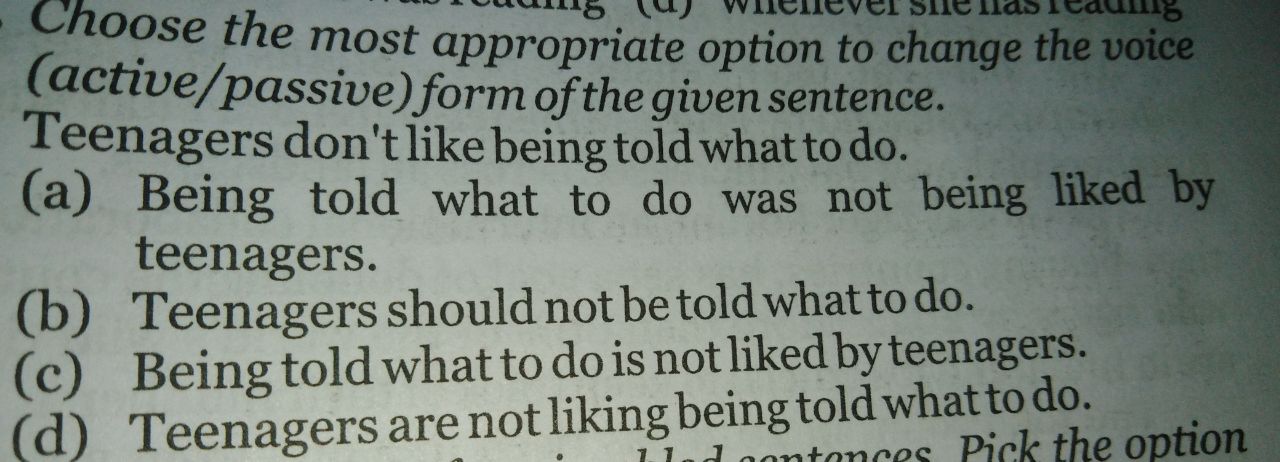 (d) whenever she has reading
Choose the most appropriate option to change the voice
(active/passive) form of the given sentence.
Teenagers don't like being told what to do.
(a) Being told what to do was not being liked by
teenagers.
(b) Teenagers should not be told what to do.
(c) Being told what to do is not liked by teenagers.
(d) Teenagers are not liking being told what to do.
sentences. Pick the option